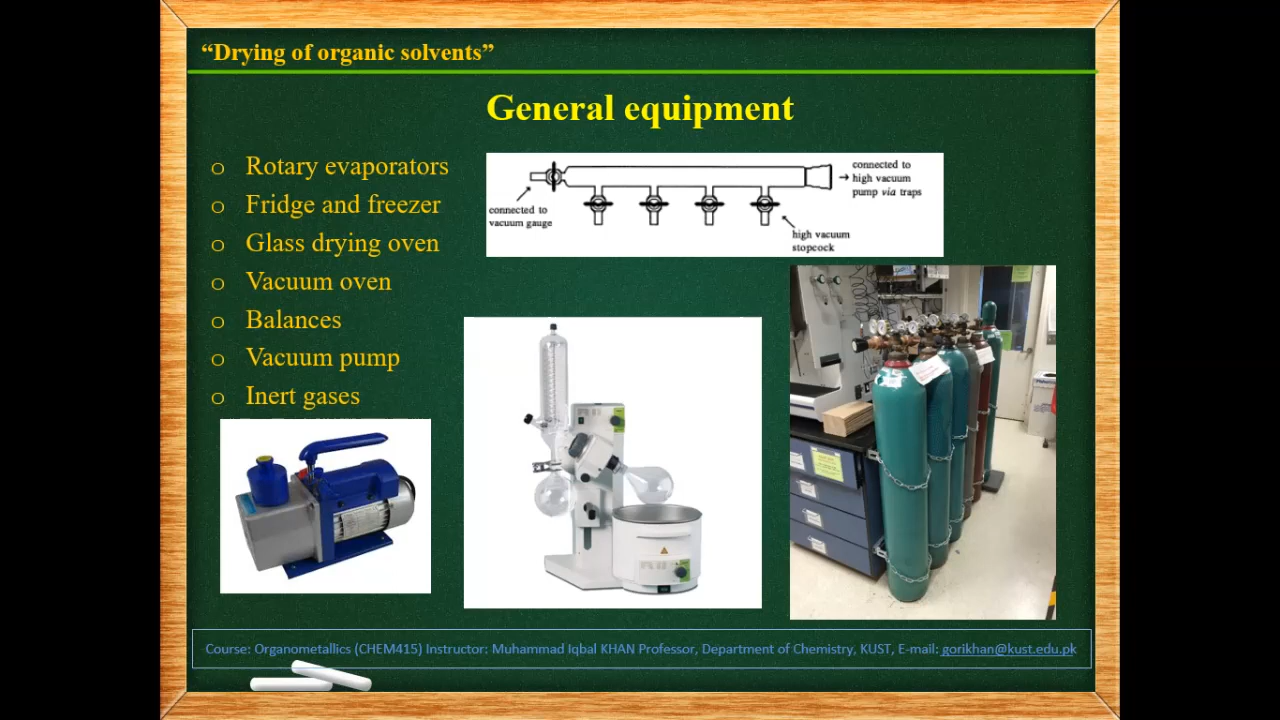 “Drying of organic solvents”
General equipment
o Rotary evaporators
o Fridge and freezer
o Glass drying oven
o Vacuum oven
o Balances
o Vacuum pump
o Inert gases
connected to
vacuum gauge
connected to
high vacuum
pump via traps
high vacuum
stopcock
Course: Organometallics (CHEM415) Instructor: Muhammad Iqbal KHAN Professor, Department of Chemistry, KUST, E-mail: gorikhan@kust.edu.pk